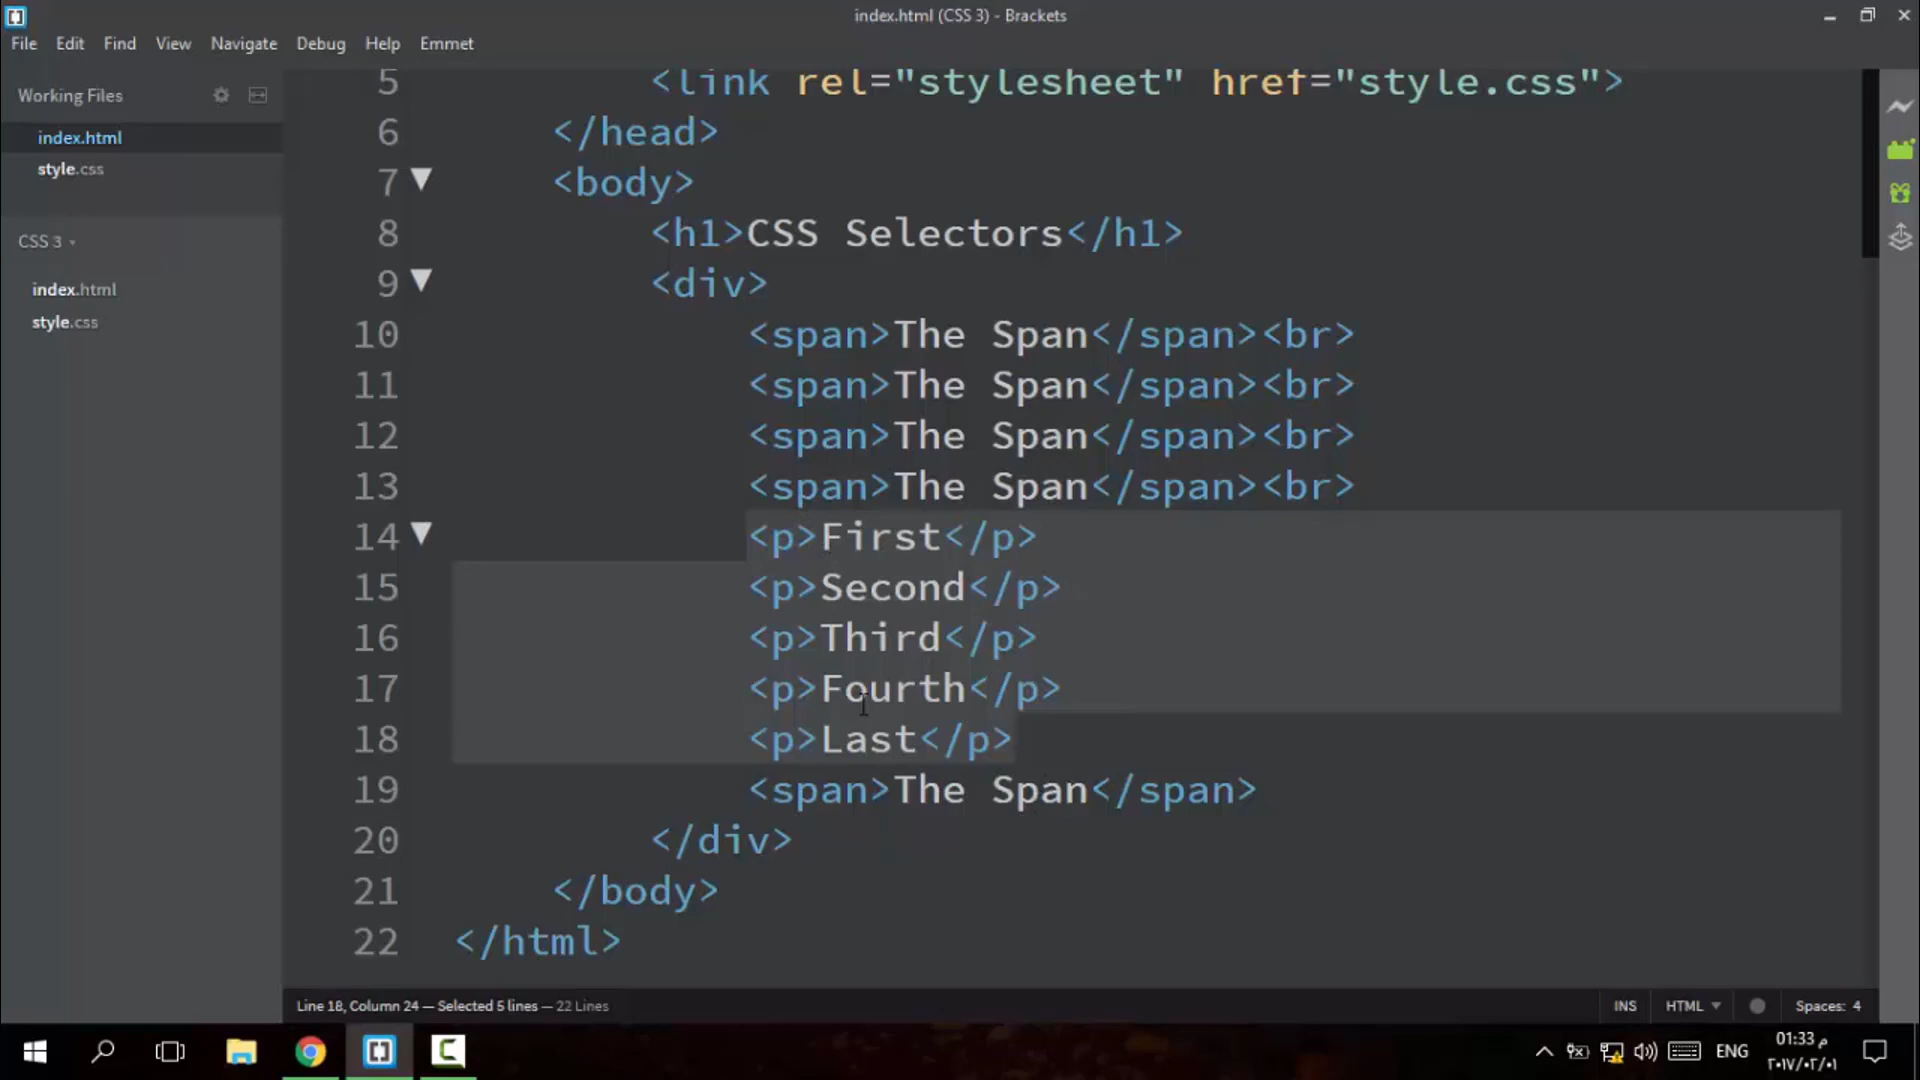 index.html (CSS 3) - Brackets
File Edit Find View Navigate Debug Help Emmet
Working Files
index.html
style.css
CSS 3
index.html
style.css
5 <link rel="stylesheet" href="style.css">
6 </head>
7 <body>
8 <h1>CSS Selectors</h1>
9 <div>
10 <span>The Span</span><br>
11 <span>The Span</span><br>
12 <span>The Span</span><br>
13 <span>The Span</span><br>
14 <p>First</p>
15 <p>Second</p>
16 <p>Third</p>
17 <p>Fourth</p>
18 <p>Last</p>
19 <span>The Span</span>
20 </div>
21 </body>
22 </html>
Line 18, Column 24 — Selected 5 lines — 22 Lines
INS HTML Spaces: 4
ENG
01:33 م
٢٠١٧/٠٢/٠١